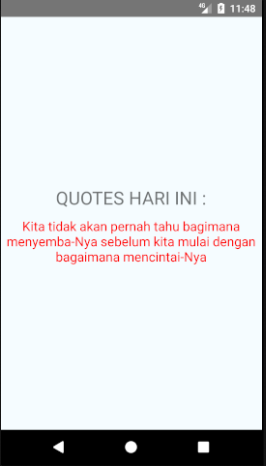 4G 11:48
QUOTES HARI INI :
Kita tidak akan pernah tahu bagimana
menyemba-Nya sebelum kita mulai dengan
bagaimana mencintai-Nya